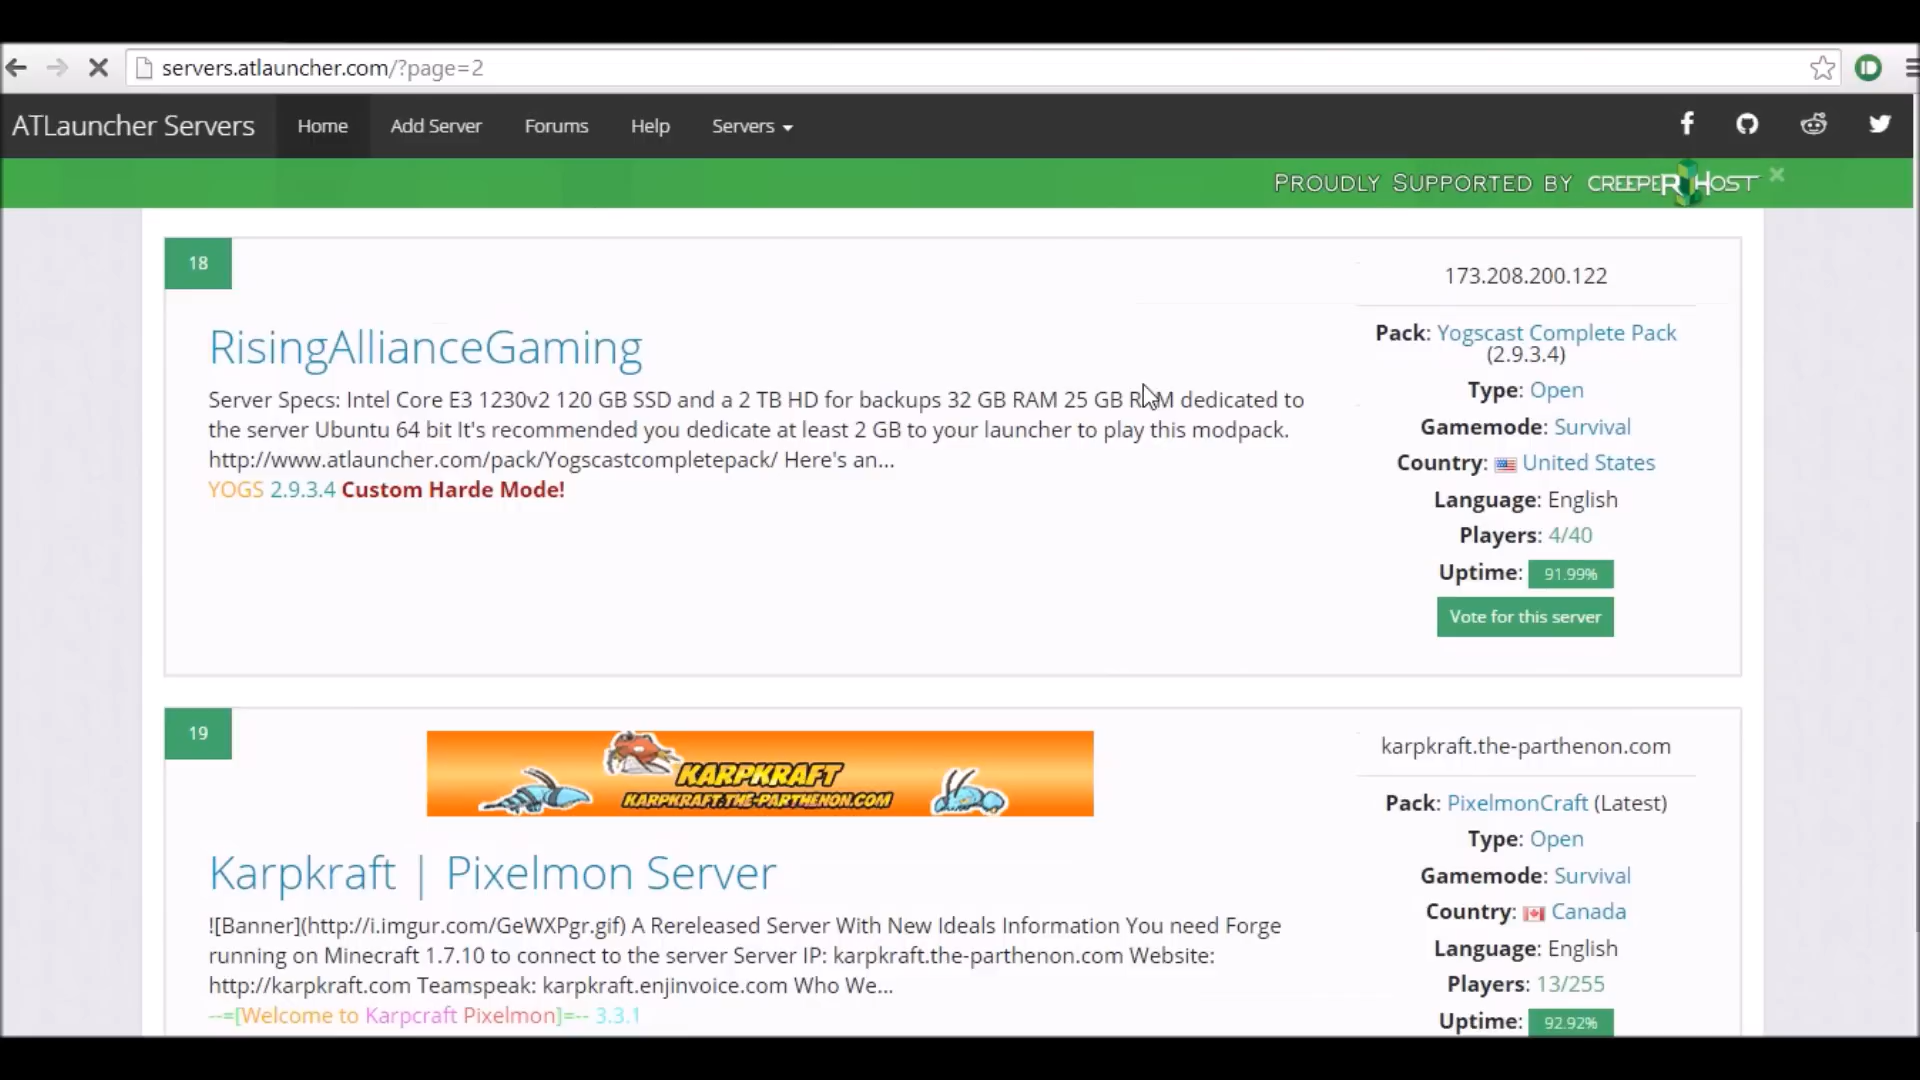 servers.atlauncher.com/?page=2
ATLauncher Servers Home Add Server Forums Help Servers
PROUDLY SUPPORTED BY CREEPERHOST
18
173.208.200.122
RisingAllianceGaming
Server Specs: Intel Core E3 1230v2 120 GB SSD and a 2 TB HD for backups 32 GB RAM 25 GB RAM dedicated to
the server Ubuntu 64 bit It's recommended you dedicate at least 2 GB to your launcher to play this modpack.
http://www.atlauncher.com/pack/Yogscastcompletepack/ Here's an...
YOGS 2.9.3.4 Custom Harde Mode!
Pack: Yogscast Complete Pack
(2.9.3.4)
Type: Open
Gamemode: Survival
Country: United States
Language: English
Players: 4/40
Uptime: 91.99%
Vote for this server
19
KARPKRAFT
KARPKRAFT.THE-PARTHENON.COM
karpkraft.the-parthenon.com
Karpkraft | Pixelmon Server
![Banner](http://i.imgur.com/GeWXPgr.gif) A Rereleased Server With New Ideals Information You need Forge
running on Minecraft 1.7.10 to connect to the server Server IP: karpkraft.the-parthenon.com Website:
http://karpkraft.com Teamspeak: karpkraft.enjinvoice.com Who We...
--=[Welcome to Karpcraft Pixelmon]=-- 3.3.1
Pack: PixelmonCraft (Latest)
Type: Open
Gamemode: Survival
Country: Canada
Language: English
Players: 13/255
Uptime: 92.92%